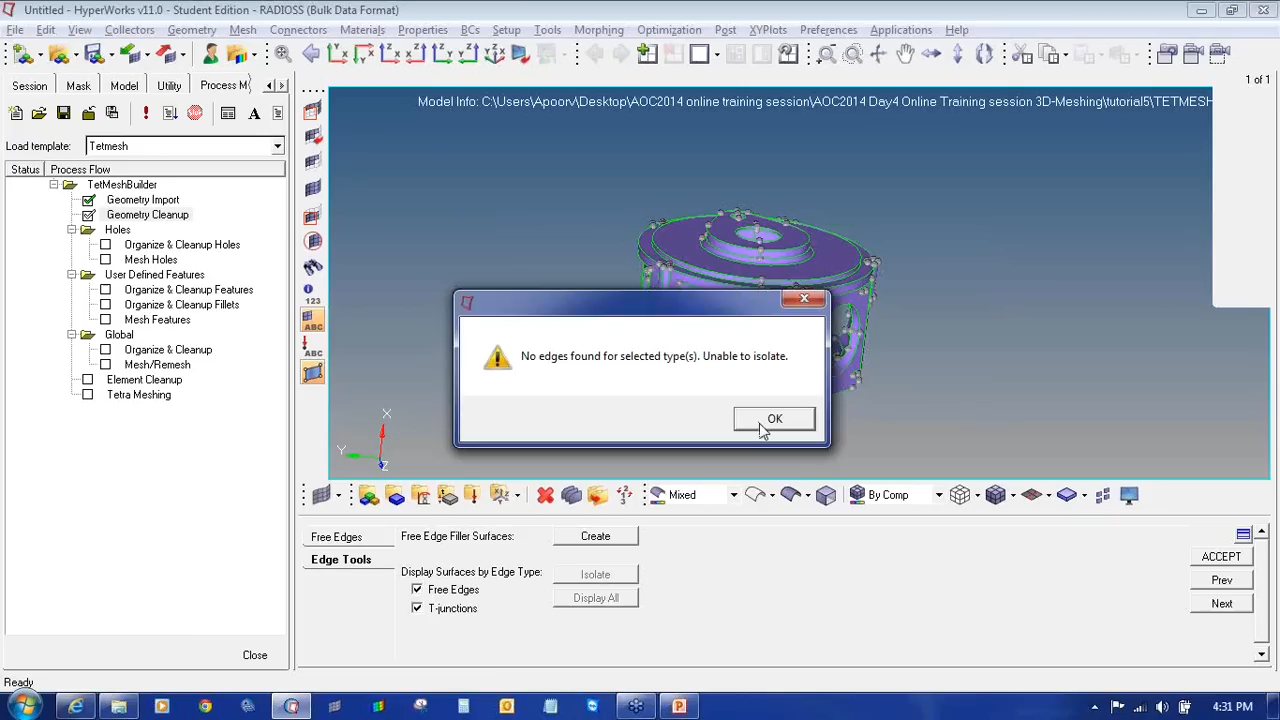 Untitled - HyperWorks v11.0 - Student Edition - RADIOSS (Bulk Data Format)
File Edit View Collectors Geometry Mesh Connectors Materials Properties BCs Setup Tools Morphing Optimization Post XYPlots Preferences Applications Help
Session Mask Model Utility Process M
1 of 1
Model Info: C:\Users\Apoorv\Desktop\AOC2014 online training session\AOC2014 Day4 Online Training session 3D-Meshing\tutorial5\TETMESH
Load template: Tetmesh
Status Process Flow
TetMeshBuilder
Geometry Import
Geometry Cleanup
Holes
Organize & Cleanup Holes
Mesh Holes
User Defined Features
Organize & Cleanup Features
Organize & Cleanup Fillets
Mesh Features
Global
Organize & Cleanup
Mesh/Remesh
Element Cleanup
Tetra Meshing
123
ABC
ABC
No edges found for selected type(s). Unable to isolate.
OK
X
Y
Z
Mixed
By Comp
Free Edges
Edge Tools
Free Edge Filler Surfaces: Create
Display Surfaces by Edge Type: Isolate
Free Edges Display All
T-junctions
ACCEPT
Prev
Next
Close
Ready
4:31 PM